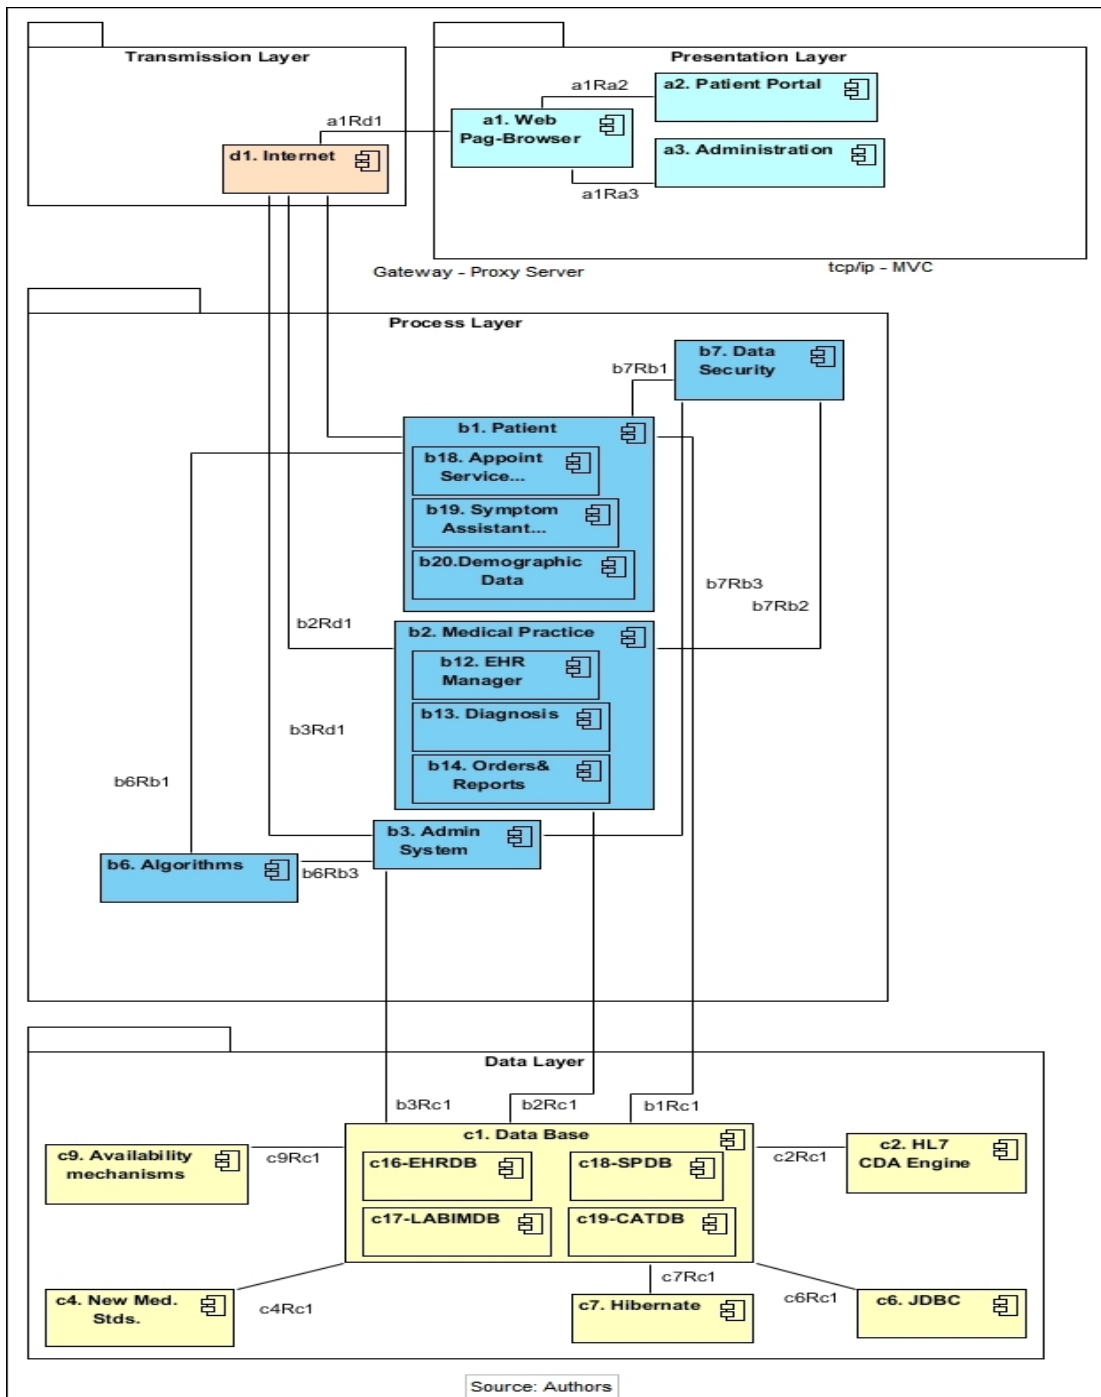 Transmission Layer
Presentation Layer
a1Ra2
a2. Patient Portal
a1Rd1
a1. Web
Pag-Browser
d1. Internet
a3. Administration
a1Ra3
Gateway - Proxy Server
tcp/ip - MVC
Process Layer
b7. Data
Security
b7Rb1
b1. Patient
b18. Appoint
Service...
b19. Symptom
Assistant...
b20.Demographic
Data
b7Rb3
b7Rb2
b2Rd1
b2. Medical Practice
b12. EHR
Manager
b13. Diagnosis
b3Rd1
b14. Orders&
Reports
b6Rb1
b3. Admin
System
b6. Algorithms
b6Rb3
Data Layer
b3Rc1
b2Rc1
b1Rc1
c1. Data Base
c9. Availability
mechanisms
c9Rc1
c16-EHRDB
c18-SPDB
c2Rc1
c2. HL7
CDA Engine
c17-LABIMDB
c19-CATDB
c7Rc1
c4. New Med.
Stds.
c4Rc1
c7. Hibernate
c6Rc1
c6. JDBC
Source: Authors